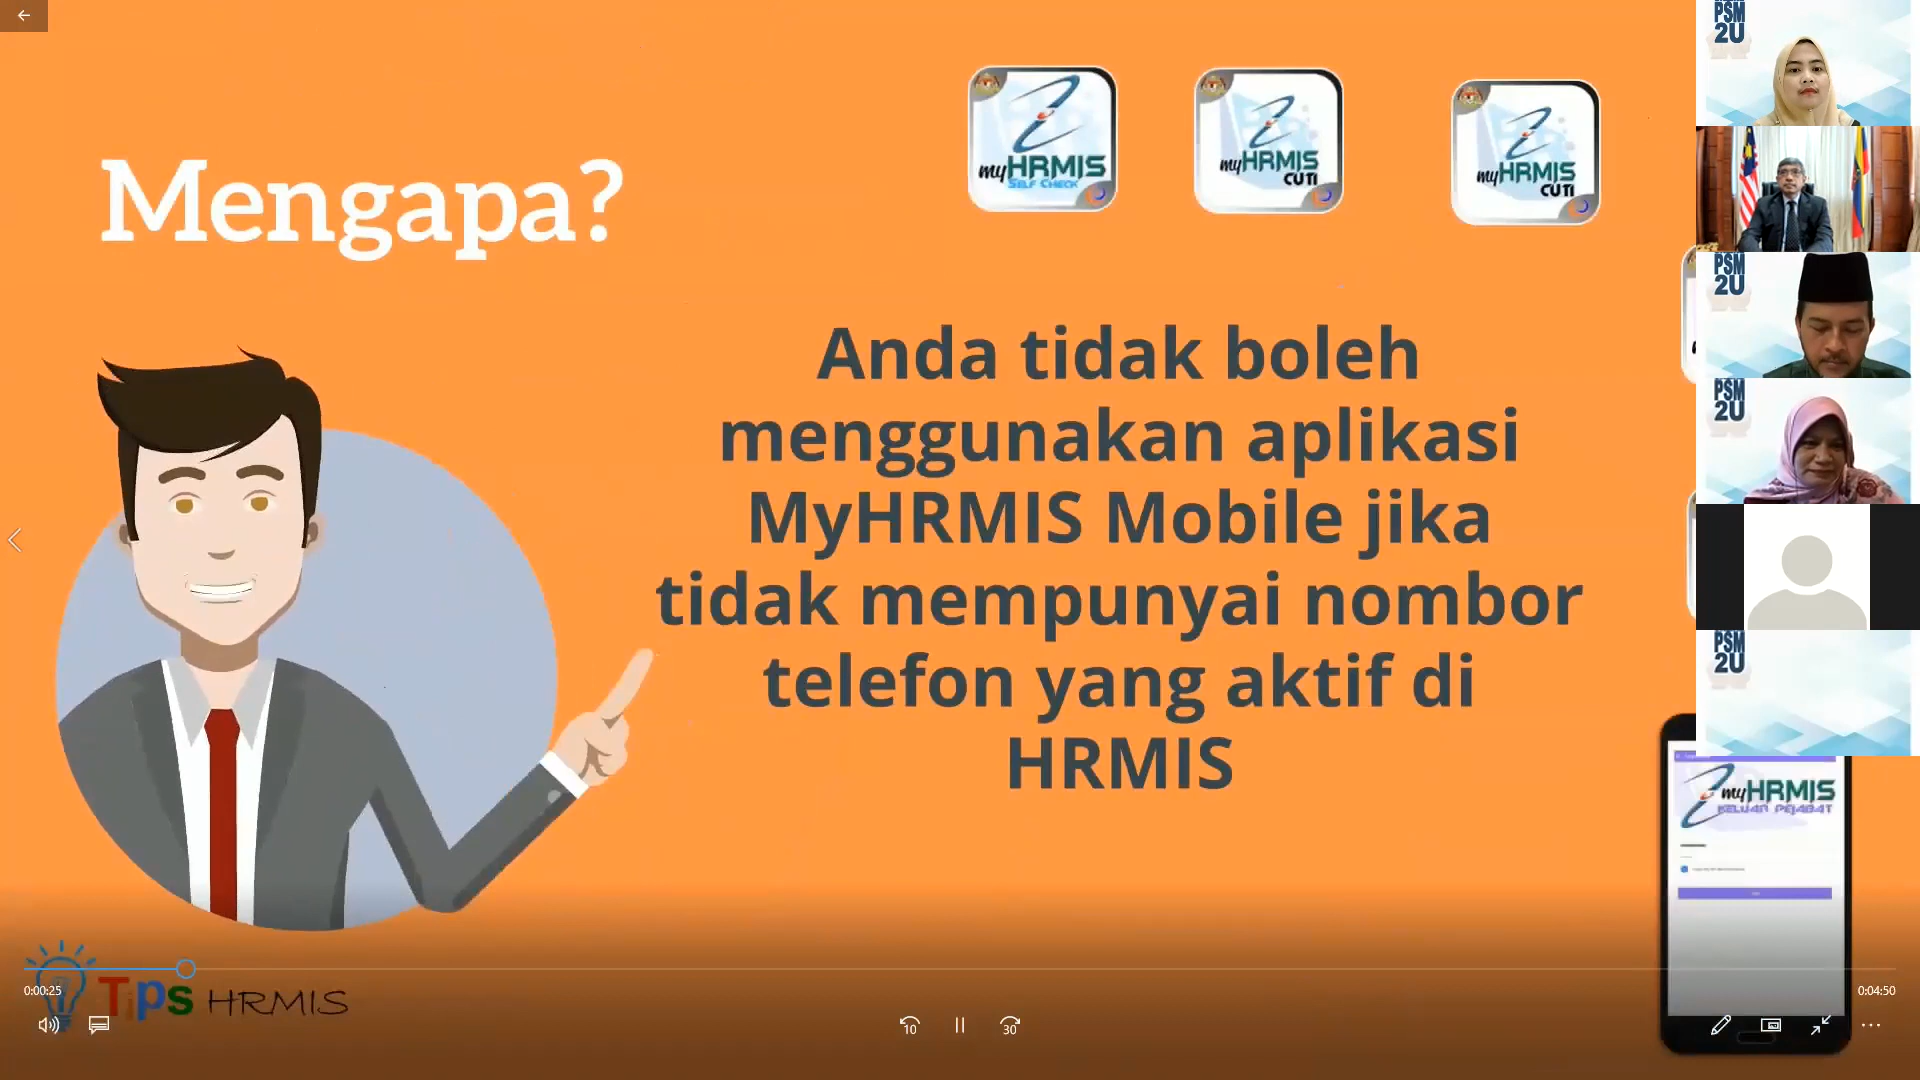 Mengapa?
myHRMIS
SELF CHECK
myHRMIS
CUTI
myHRMIS
CUTI
Anda tidak boleh
menggunakan aplikasi
MyHRMIS Mobile jika
tidak mempunyai nombor
telefon yang aktif di
HRMIS
PSM
2U
PSM
2U
PSM
2U
PSM
2U
myHRMIS
KELUAR PEJABAT
Tips HRMIS
0:00:25
0:04:50
10
30